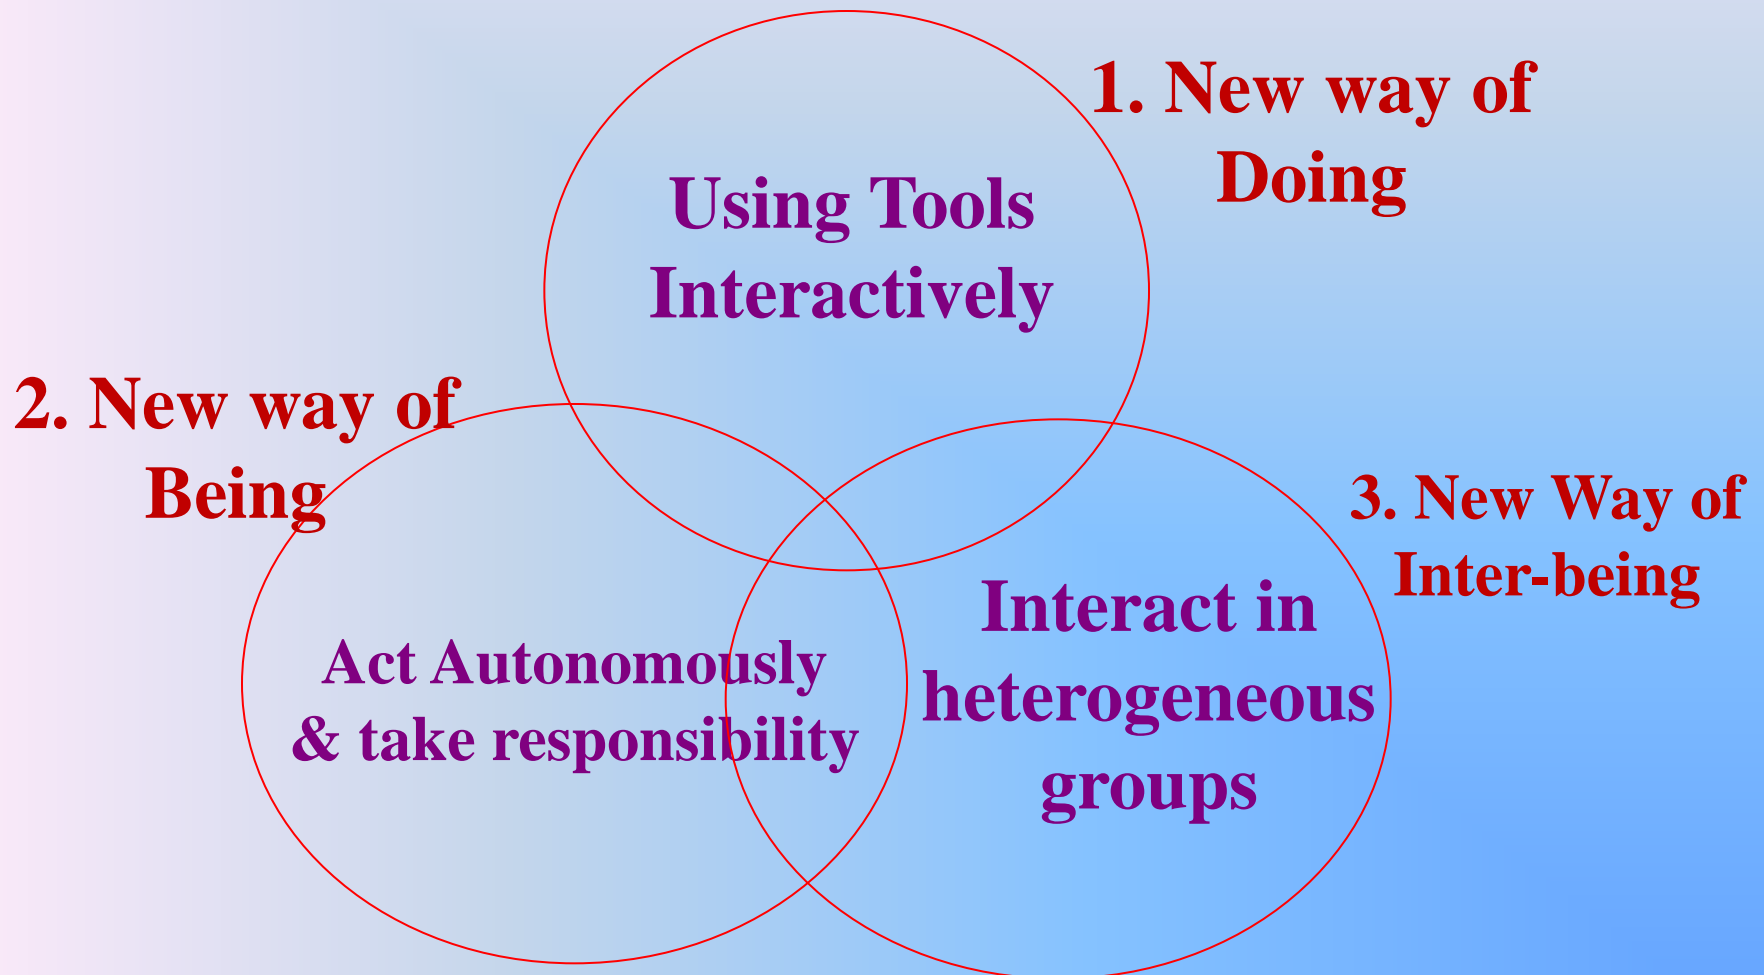 1. New way of
Doing
Using Tools
Interactively
2. New way of
Being
3. New Way of
Inter-being
Act Autonomously
& take responsibility
Interact in
heterogeneous
groups